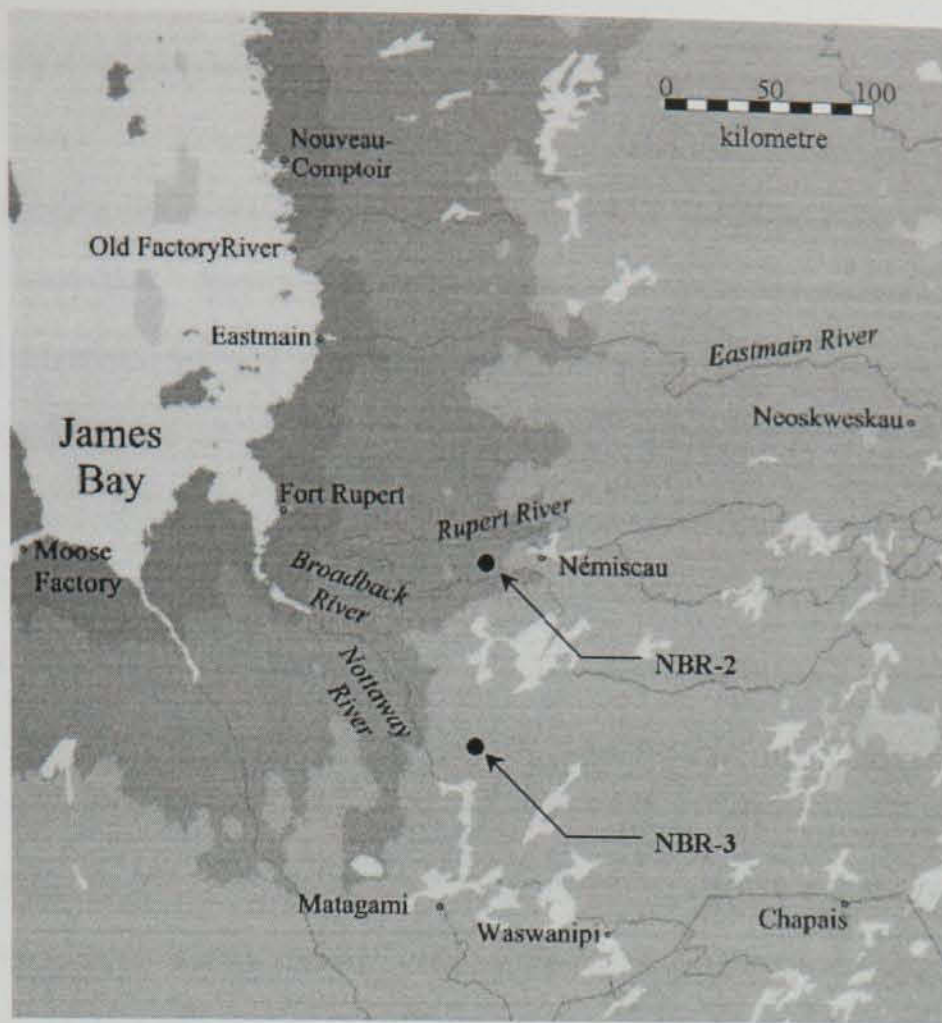 0 50 100
kilometre
Nouveau-
Comptoir
Old FactoryRiver
Eastmain
Eastmain River
Neoskweskau
James
Bay
Fort Rupert
Rupert River
Moose
Factory
Broadback
River
Némiscau
NBR-2
Nottaway
River
NBR-3
Matagami
Waswanipi
Chapais